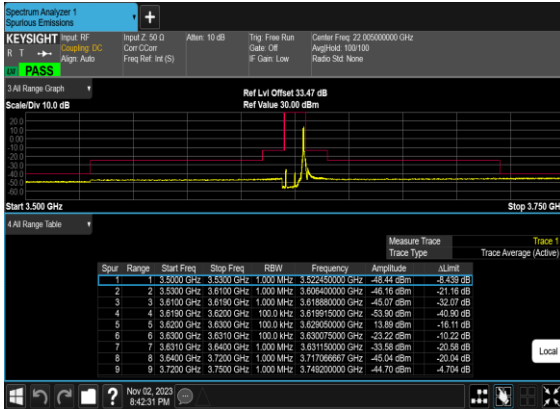 Spectrum Analyzer 1
Spurious Emissions
+
KEYSIGHT Input: RF Input Z: 50 Ω Atten: 10 dB Trig: Free Run Center Freq: 22.005000000 GHz
R T Coupling: DC Corr CCorr Gate: Off Avg|Hold: 100/100
Align: Auto Freq Ref: Int (S) IF Gain: Low Radio Std: None
PASS
3 All Range Graph
Ref Lvl Offset 33.47 dB
Scale/Div 10.0 dB Ref Value 30.00 dBm
20.0
10.0
0.00
-10.0
-20.0
-30.0
-40.0
-50.0
-60.0
Start 3.500 GHz Stop 3.750 GH
4 All Range Table
Measure Trace Trace 1
Trace Type Trace Average (Active)
Spur Range Start Freq Stop Freq RBW Frequency Amplitude ΔLimit
1 1 3.5000 GHz 3.5300 GHz 1.000 MHz 3.522450000 GHz -48.44 dBm -8.439 dB
2 2 3.5300 GHz 3.6100 GHz 1.000 MHz 3.606400000 GHz -46.16 dBm -21.16 dB
3 3 3.6100 GHz 3.6190 GHz 1.000 MHz 3.618880000 GHz -45.07 dBm -32.07 dB
4 4 3.6190 GHz 3.6200 GHz 100.0 kHz 3.619915000 GHz -53.90 dBm -40.90 dB
5 5 3.6200 GHz 3.6300 GHz 100.0 kHz 3.629050000 GHz 13.89 dBm -16.11 dB
6 6 3.6300 GHz 3.6310 GHz 100.0 kHz 3.630075000 GHz -23.22 dBm -10.22 dB
7 7 3.6310 GHz 3.6400 GHz 1.000 MHz 3.631150000 GHz -33.58 dBm -20.58 dB
8 8 3.6400 GHz 3.7200 GHz 1.000 MHz 3.717066667 GHz -45.04 dBm -20.04 dB
9 9 3.7200 GHz 3.7500 GHz 1.000 MHz 3.749200000 GHz -44.70 dBm -4.704 dB
Local
?
Nov 02, 2023
8:42:31 PM